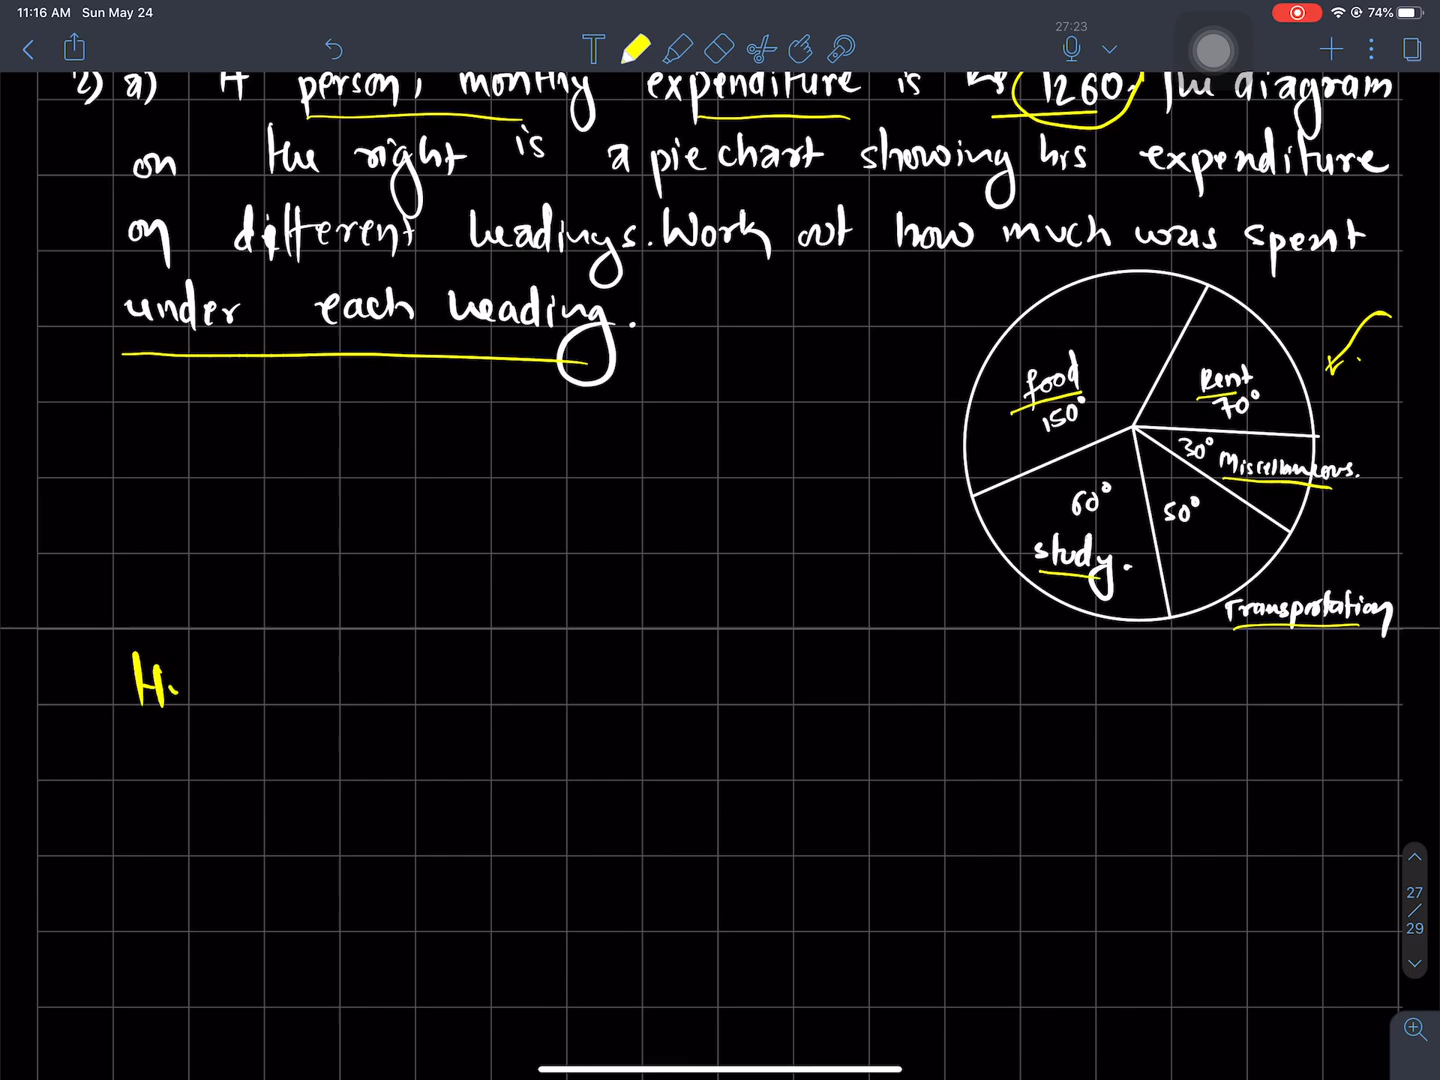 11:16 AM Sun May 24
74%
27:23
2) a) A person, monthly expenditure is Rs 1260. The diagram
on the right is a pie chart showing his expenditure
on different headings. Work out how much was spent
under each heading.
food
150°
Rent
70°
30° Miscellaneous.
60°
50°
study.
Transportation
H
27
/
29